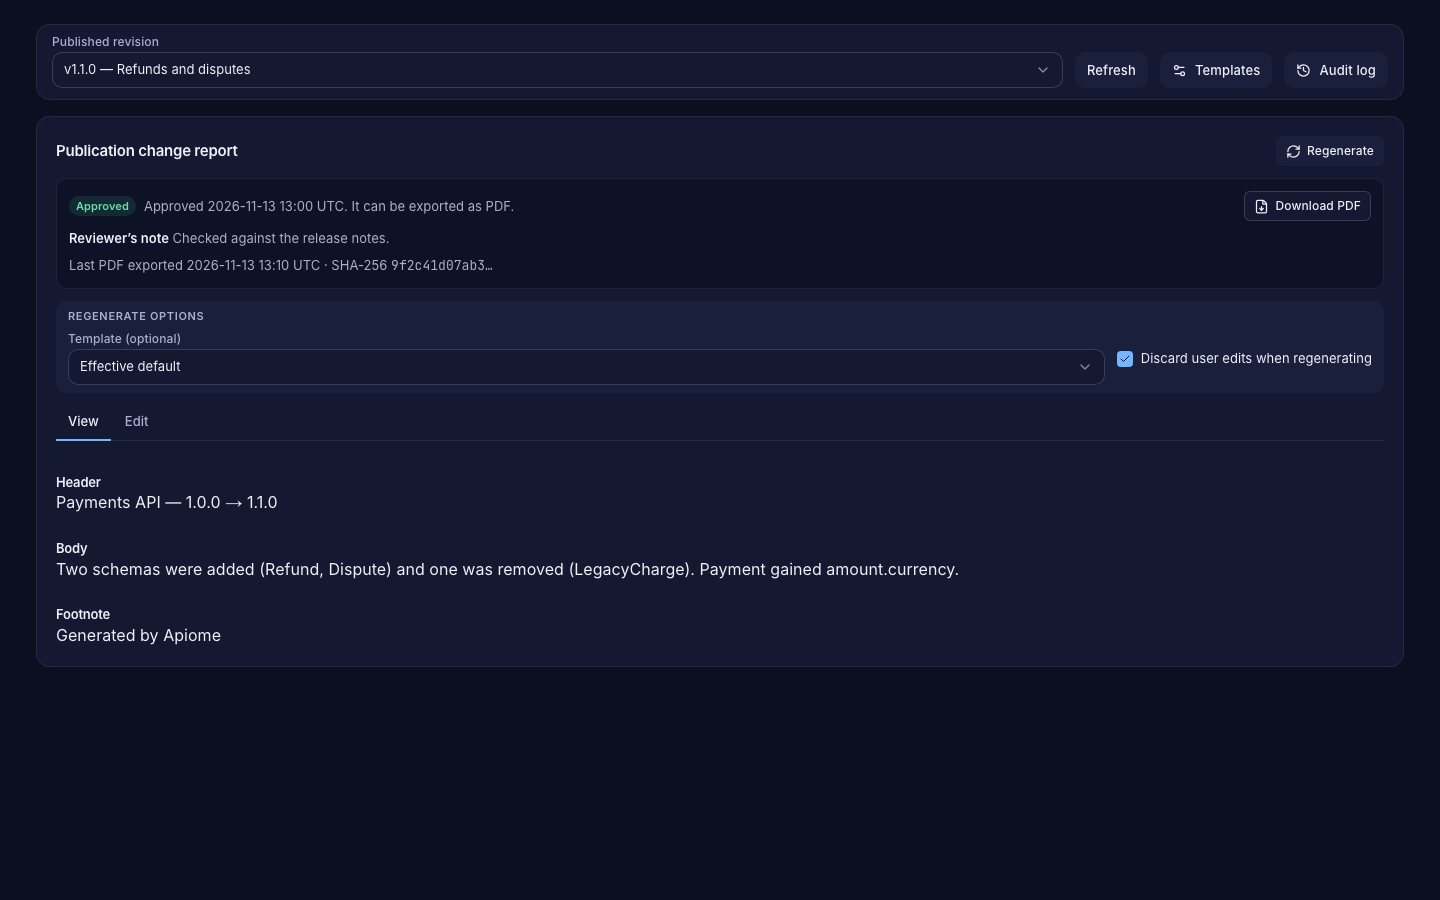 Published revision
v1.1.0 — Refunds and disputes
Refresh
Templates
Audit log
Publication change report
Regenerate
Approved
Approved 2026-11-13 13:00 UTC. It can be exported as PDF.
Download PDF
Reviewer’s note Checked against the release notes.
Last PDF exported 2026-11-13 13:10 UTC · SHA-256 9f2c41d07ab3…
REGENERATE OPTIONS
Template (optional)
Effective default
Discard user edits when regenerating
View
Edit
Header
Payments API — 1.0.0 → 1.1.0
Body
Two schemas were added (Refund, Dispute) and one was removed (LegacyCharge). Payment gained amount.currency.
Footnote
Generated by Apiome